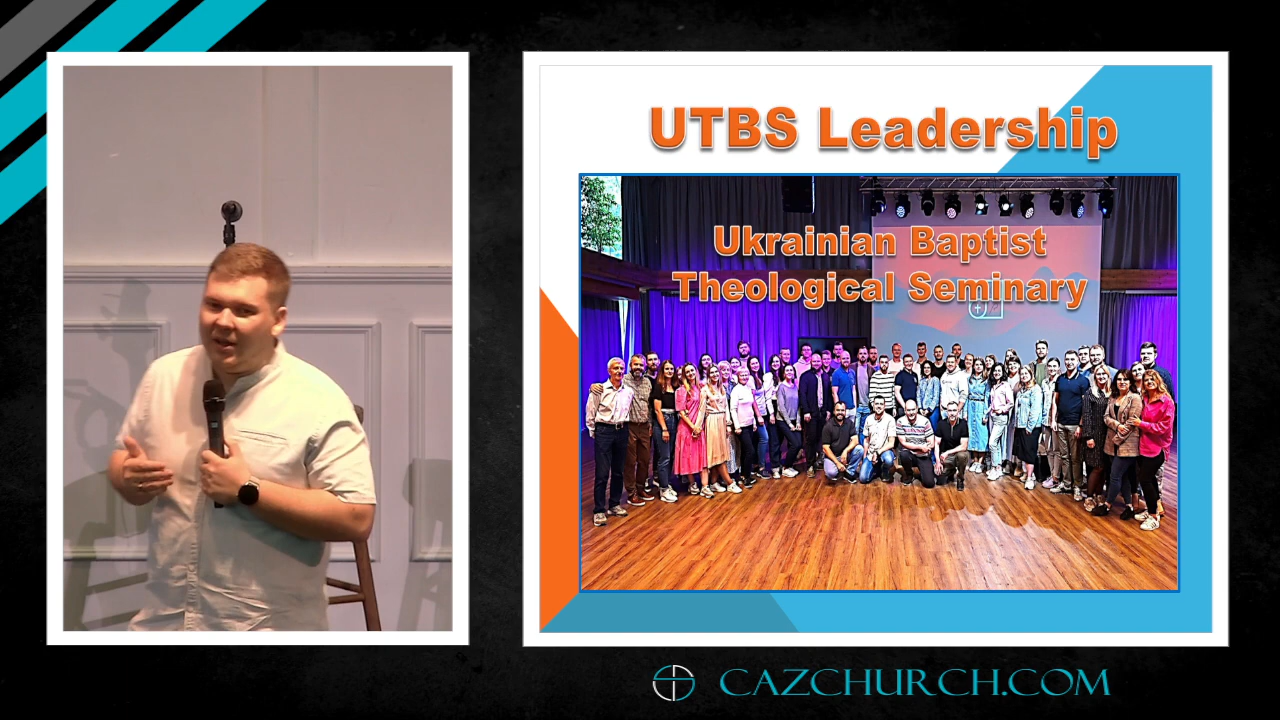 UTBS Leadership
Ukrainian Baptist
Theological Seminary
CAZCHURCH.COM